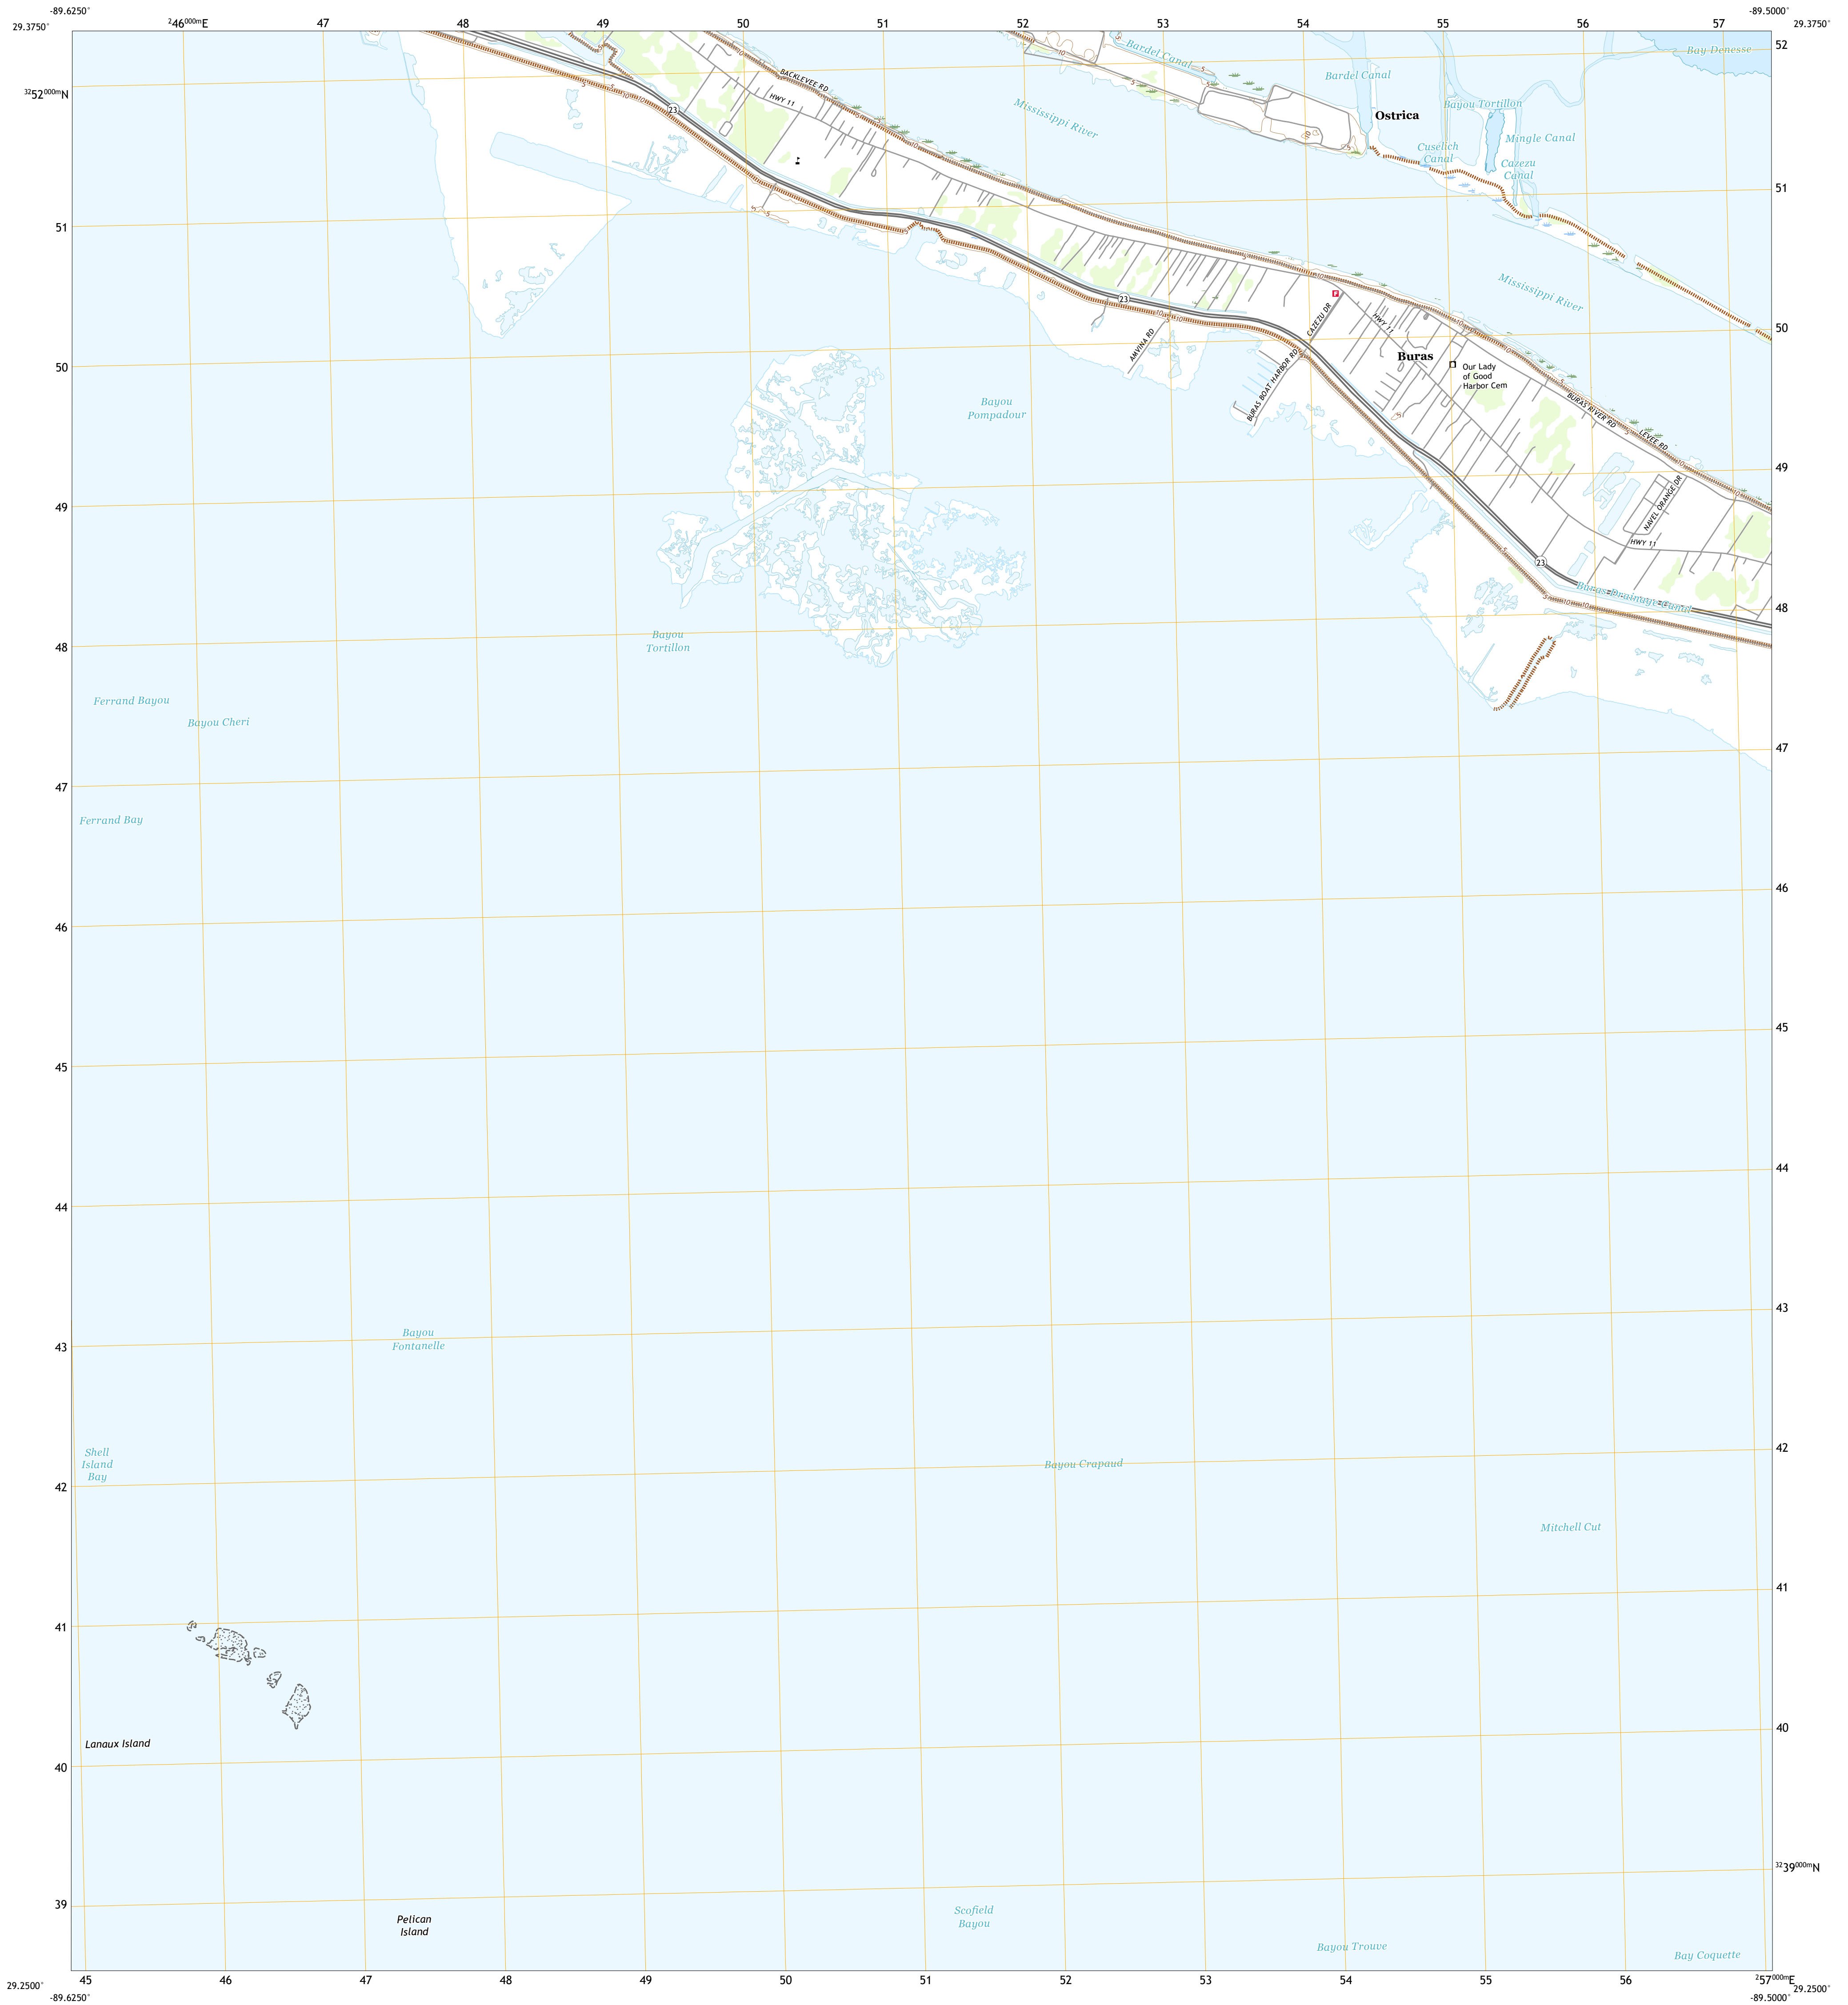 -89.6250°
-89.5000°
29.3750°
²46⁰⁰⁰ᵐE
47
48
49
50
51
52
53
54
55
56
57
29.3750°
³²52⁰⁰⁰ᵐN
51
50
49
48
47
46
45
44
43
42
41
40
39
52
51
50
49
48
47
46
45
44
43
42
41
40
³²39⁰⁰⁰ᵐN
Bardel Canal
Bardel Canal
Bay Denesse
Mississippi River
BACKLEVEE RD
HWY 11
23
Ostrica
Bayou Tortillon
Mingle Canal
Cuselich
Canal
Cazezu
Canal
Mississippi River
23
CAZEZU DR
HWY 11
AMVINA RD
BURAS BOAT HARBOR RD
Buras
Our Lady
of Good
Harbor Cem
BURAS RIVER RD
LEVEE RD
NAVEL ORANGE DR
HWY 11
23
Buras Drainage Canal
Bayou
Pompadour
Bayou
Tortillon
Ferrand Bayou
Bayou Cheri
Ferrand Bay
Bayou
Fontanelle
Shell
Island
Bay
Bayou Crapaud
Mitchell Cut
Lanaux Island
Pelican
Island
Scofield
Bayou
Bayou Trouve
Bay Coquette
45
46
47
48
49
50
51
52
53
54
55
56
²57⁰⁰⁰ᵐE
29.2500°
29.2500°
-89.6250°
-89.5000°